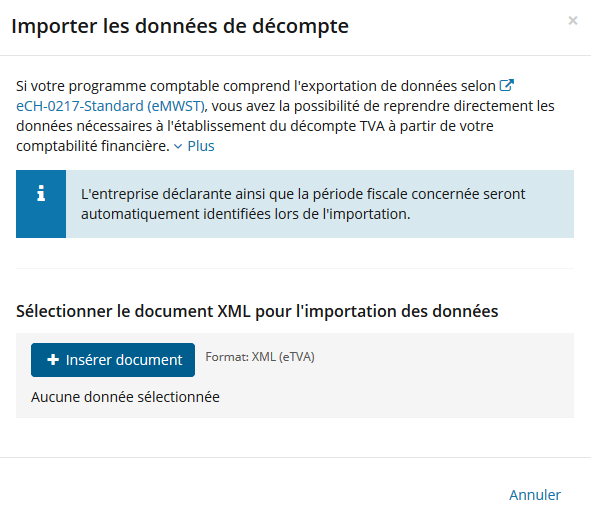 Importer les données de décompte
×
Si votre programme comptable comprend l'exportation de données selon
eCH-0217-Standard (eMWST), vous avez la possibilité de reprendre directement les
données nécessaires à l'établissement du décompte TVA à partir de votre
comptabilité financière. Plus
L'entreprise déclarante ainsi que la période fiscale concernée seront
automatiquement identifiées lors de l'importation.
Sélectionner le document XML pour l'importation des données
Insérer document Format: XML (eTVA)
Aucune donnée sélectionnée
Annuler